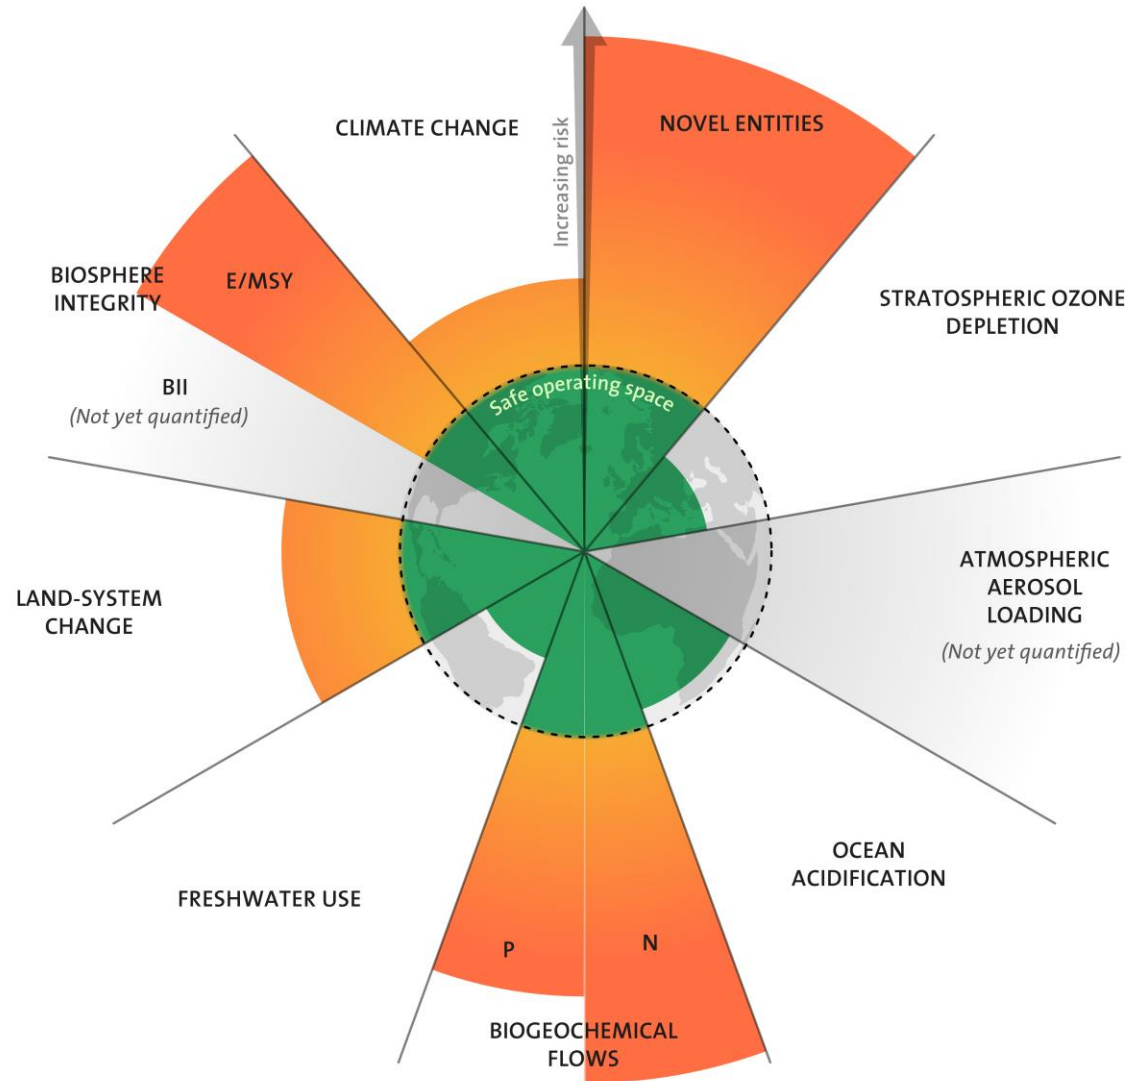 CLIMATE CHANGE
Increasing risk
NOVEL ENTITIES
BIOSPHERE
INTEGRITY
E/MSY
STRATOSPHERIC OZONE
DEPLETION
BII
(Not yet quantified)
Safe operating space
ATMOSPHERIC
AEROSOL
LOADING
(Not yet quantified)
LAND-SYSTEM
CHANGE
OCEAN
ACIDIFICATION
FRESHWATER USE
P
N
BIOGEOCHEMICAL
FLOWS